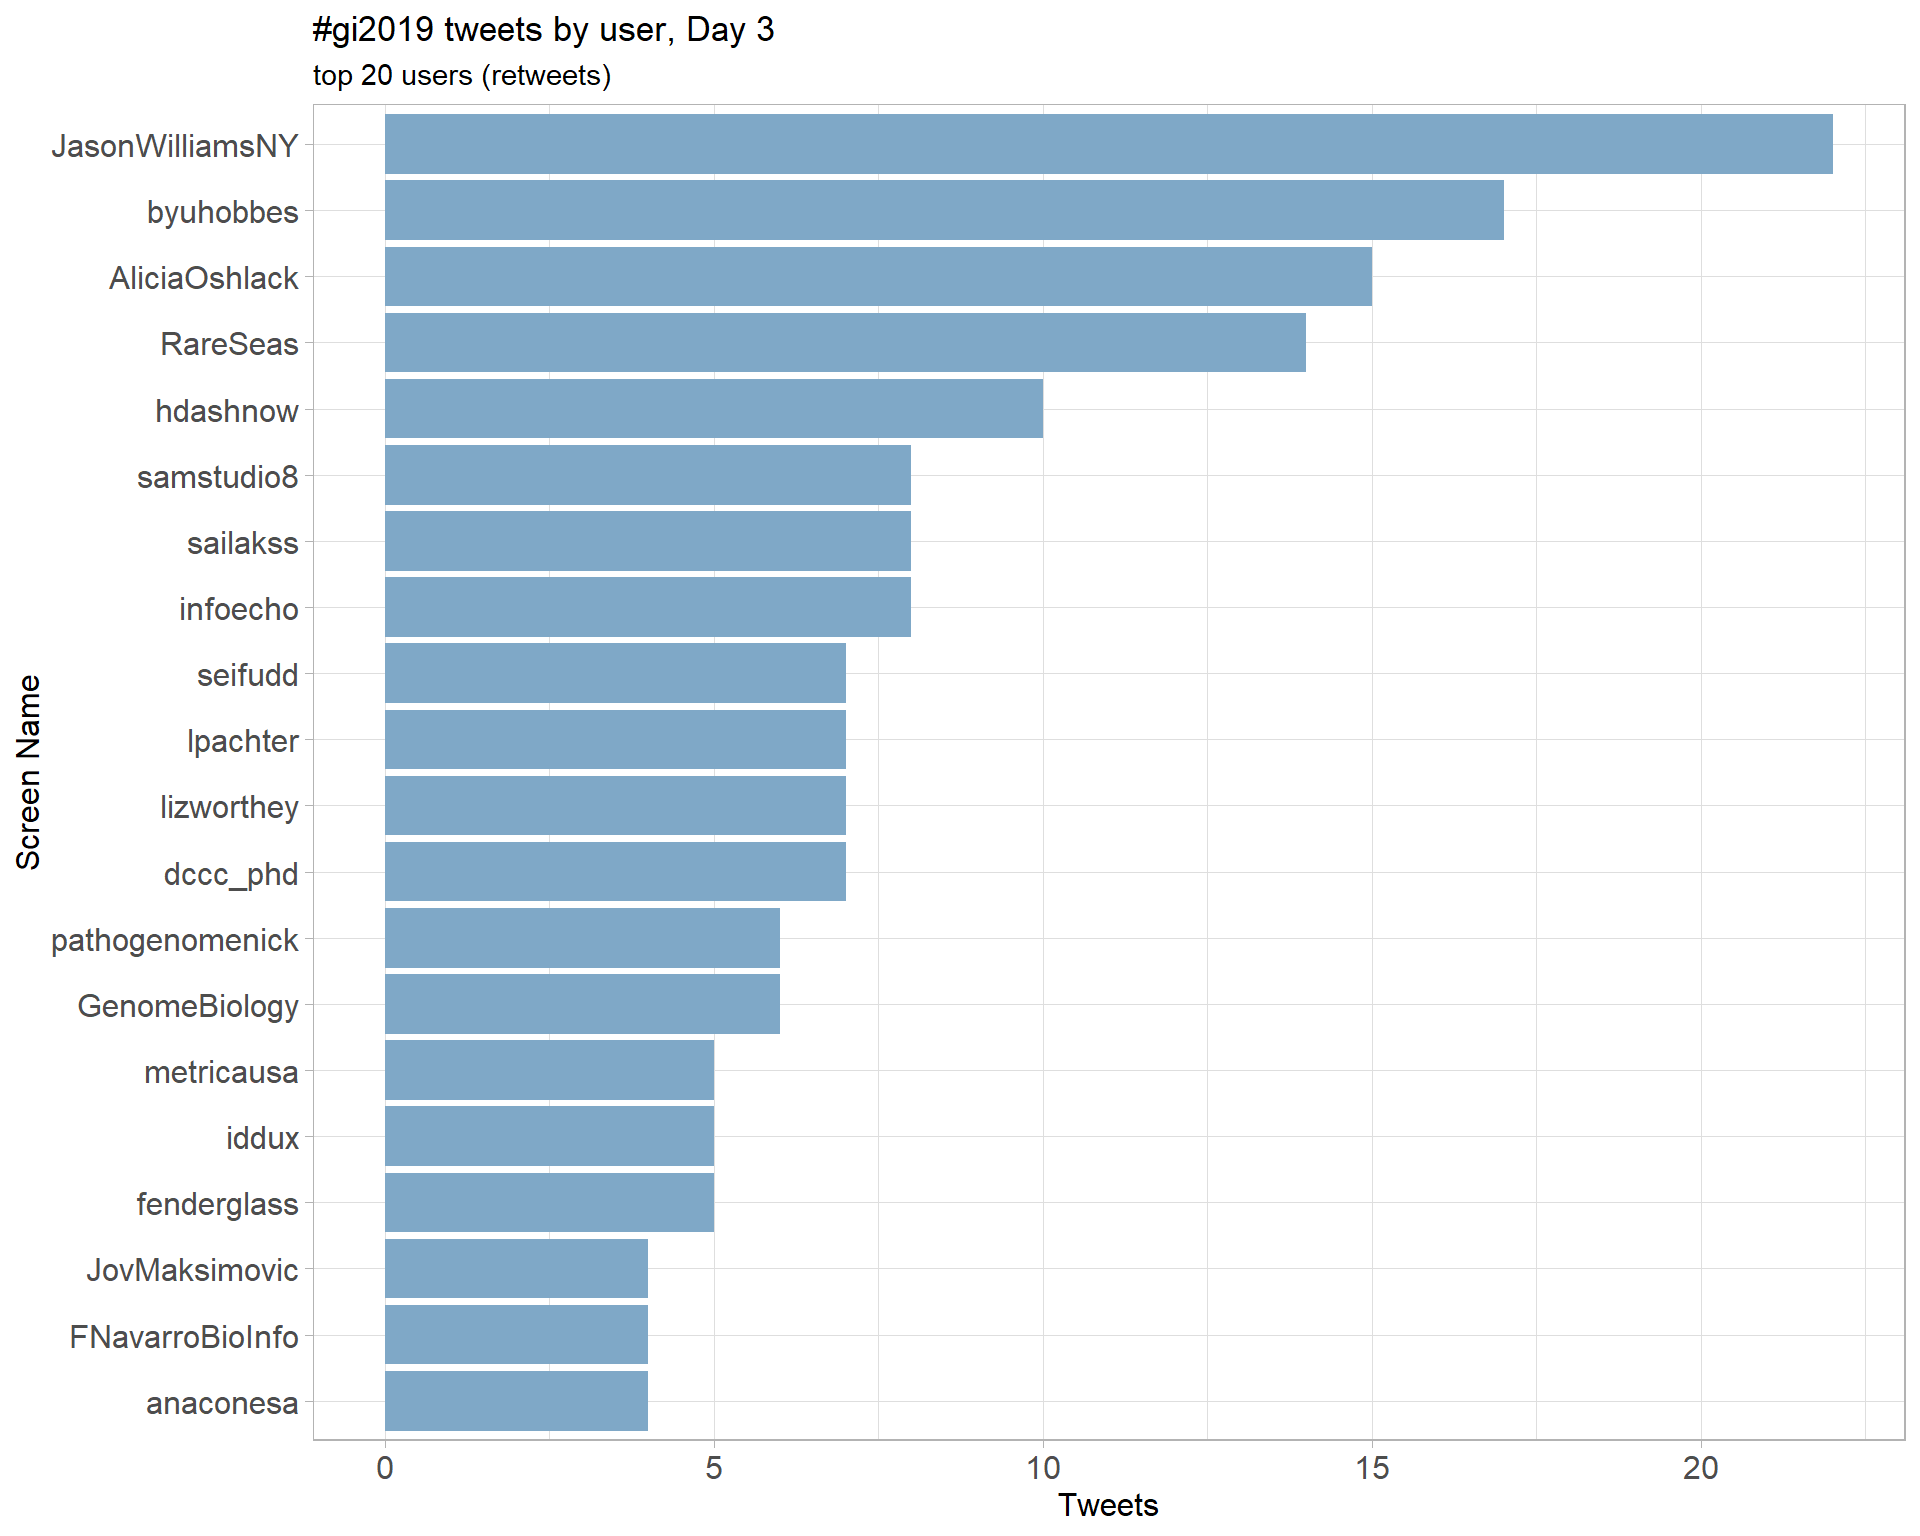 #gi2019 tweets by user, Day 3
top 20 users (retweets)
JasonWilliamsNY
byuhobbes
AliciaOshlack
RareSeas
hdashnow
samstudio8
sailakss
infoecho
seifudd
lpachter
lizworthey
dccc_phd
pathogenomenick
GenomeBiology
metricausa
iddux
fenderglass
JovMaksimovic
FNavarroBioInfo
anaconesa
Screen Name
0 5 10 15 20
Tweets